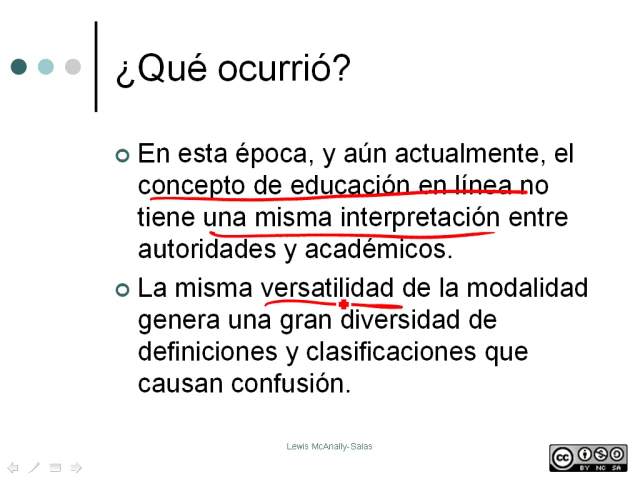 ¿Qué ocurrió?
En esta época, y aún actualmente, el
concepto de educación en línea no
tiene una misma interpretación entre
autoridades y académicos.
La misma versatilidad de la modalidad
genera una gran diversidad de
definiciones y clasificaciones que
causan confusión.
Lewis McAnally-Salas
cc
BY NC SA